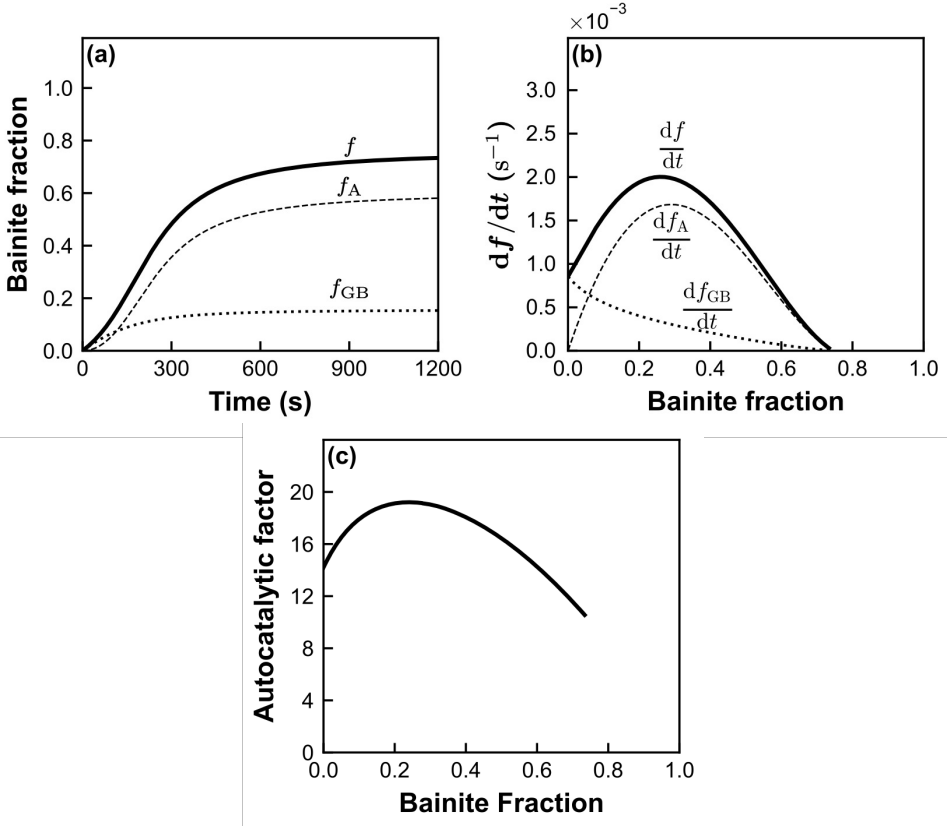 (a)
Bainite fraction
1.0
0.8
0.6
0.4
0.2
0.0
f
f_A
f_GB
0 300 600 900 1200
Time (s)
×10⁻³
(b)
df/dt (s⁻¹)
3.0
2.5
2.0
1.5
1.0
0.5
0.0
df/dt
df_A/dt
df_GB/dt
0.0 0.2 0.4 0.6 0.8 1.0
Bainite fraction
(c)
Autocatalytic factor
20
16
12
8
4
0
0.0 0.2 0.4 0.6 0.8 1.0
Bainite Fraction